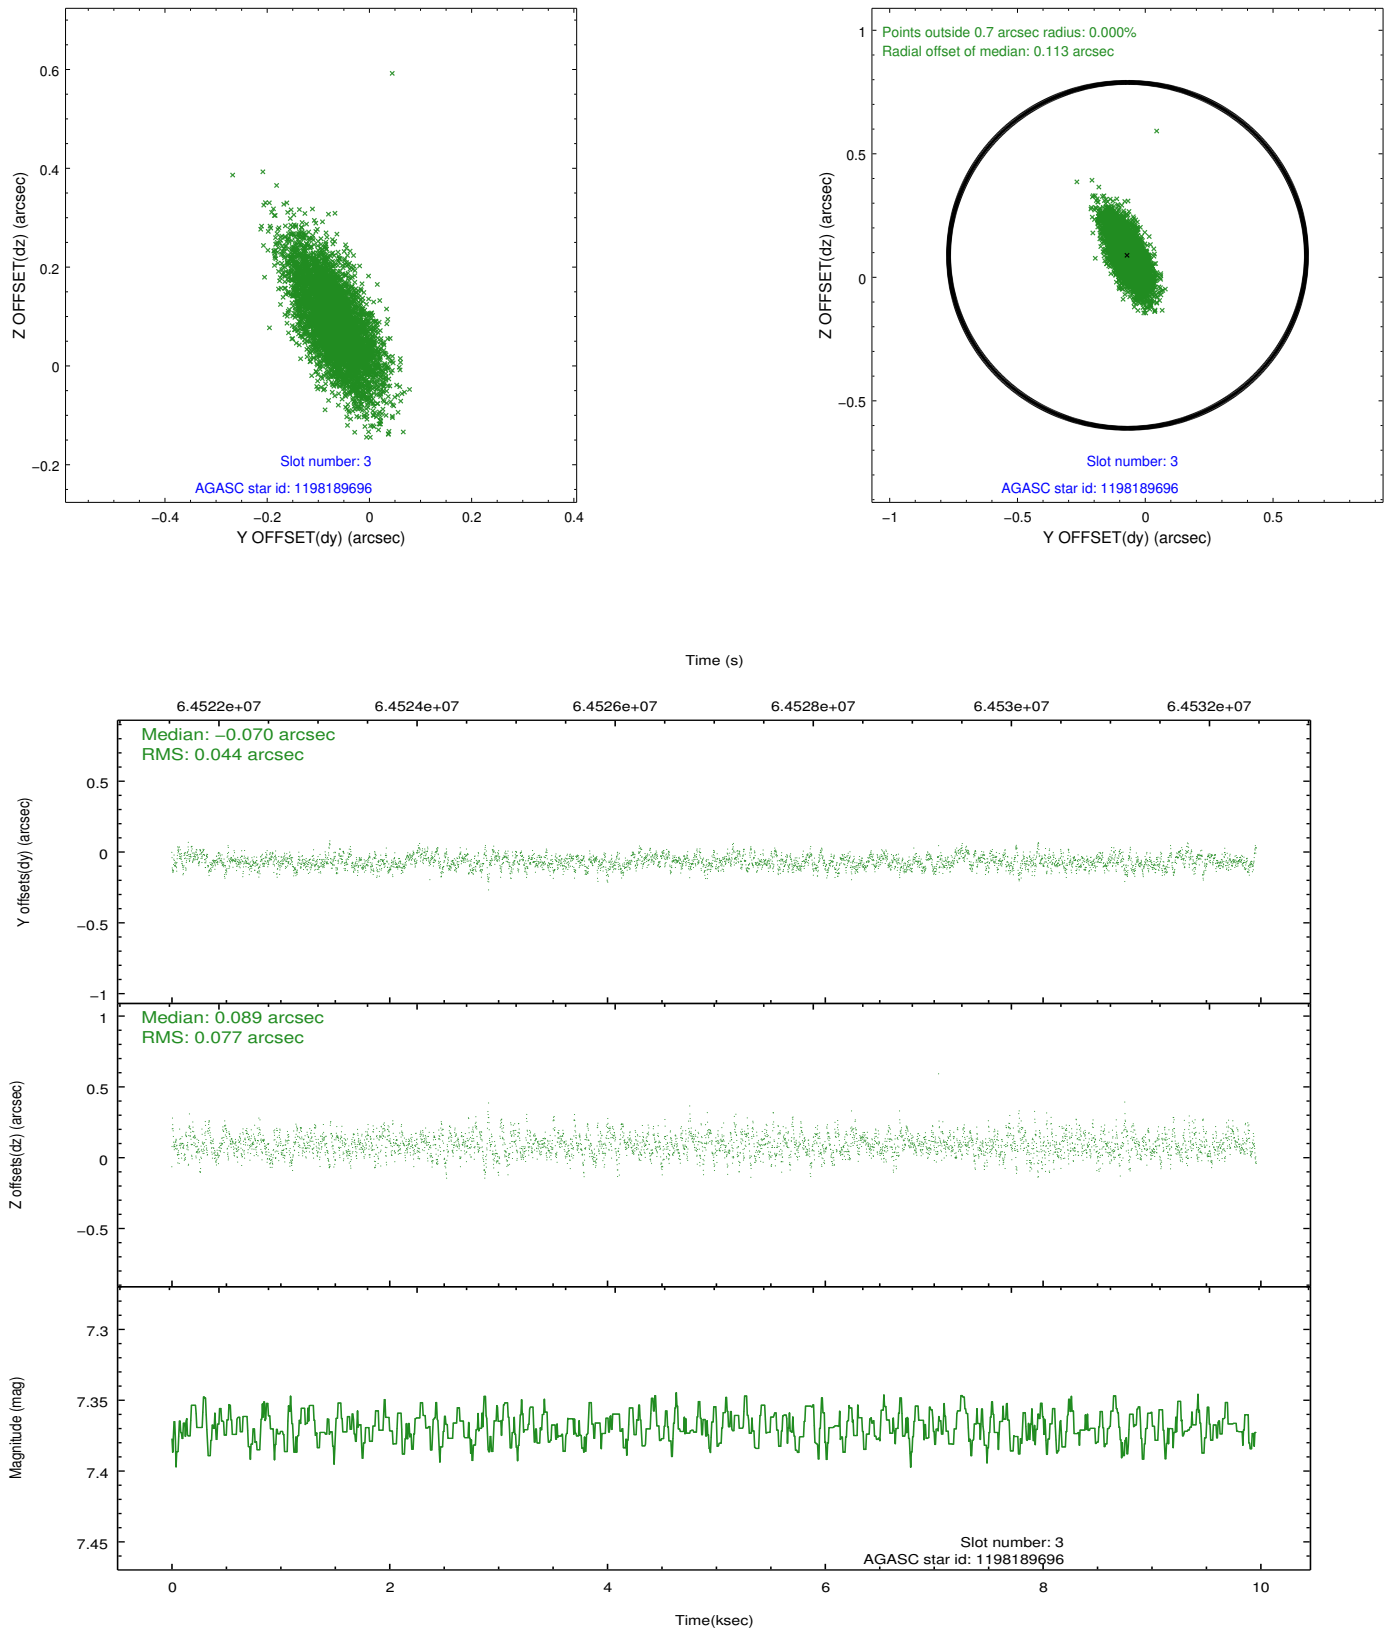 0.6
0.4
0.2
0
−0.2
Z OFFSET(dz) (arcsec)
Slot number: 3
AGASC star id: 1198189696
−0.4 −0.2 0 0.2 0.4
Y OFFSET(dy) (arcsec)
Points outside 0.7 arcsec radius: 0.000%
Radial offset of median: 0.113 arcsec
1
0.5
0
−0.5
Z OFFSET(dz) (arcsec)
Slot number: 3
AGASC star id: 1198189696
−1 −0.5 0 0.5
Y OFFSET(dy) (arcsec)
Time (s)
6.4522e+07 6.4524e+07 6.4526e+07 6.4528e+07 6.453e+07 6.4532e+07
Median: −0.070 arcsec
RMS: 0.044 arcsec
0.5
0
−0.5
−1
Y offsets(dy) (arcsec)
Median: 0.089 arcsec
RMS: 0.077 arcsec
1
0.5
0
−0.5
Z offsets(dz) (arcsec)
7.3
7.35
7.4
7.45
Magnitude (mag)
Slot number: 3
AGASC star id: 1198189696
0 2 4 6 8 10
Time(ksec)